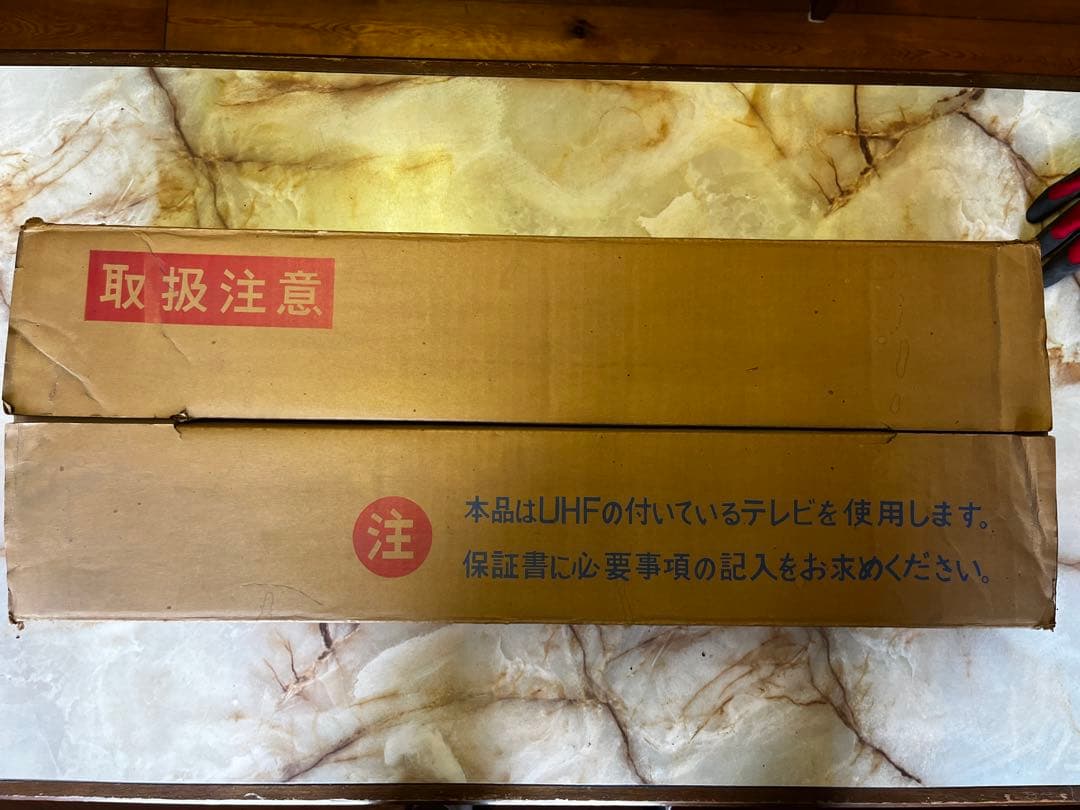 取扱注意
注
本品はUHFの付いているテレビを使用します。
保証書に必要事項の記入をお求めください。